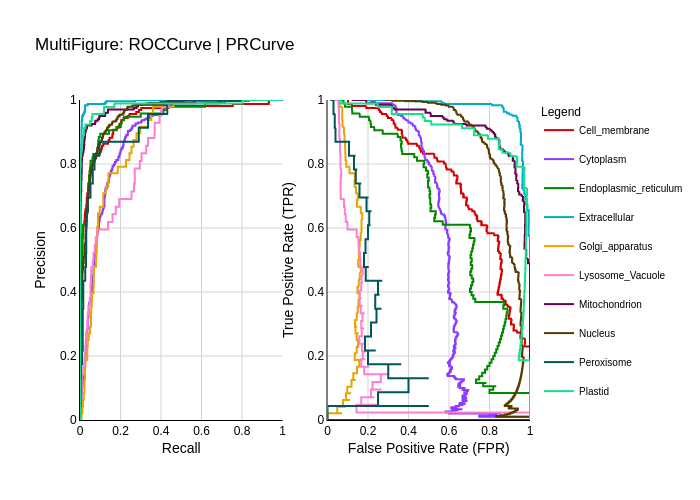 MultiFigure: ROCCurve | PRCurve
Precision
1
0.8
0.6
0.4
0.2
0
0 0.2 0.4 0.6 0.8 1
Recall
True Positive Rate (TPR)
1
0.8
0.6
0.4
0.2
0
0 0.2 0.4 0.6 0.8 1
False Positive Rate (FPR)
Legend
Cell_membrane
Cytoplasm
Endoplasmic_reticulum
Extracellular
Golgi_apparatus
Lysosome_Vacuole
Mitochondrion
Nucleus
Peroxisome
Plastid